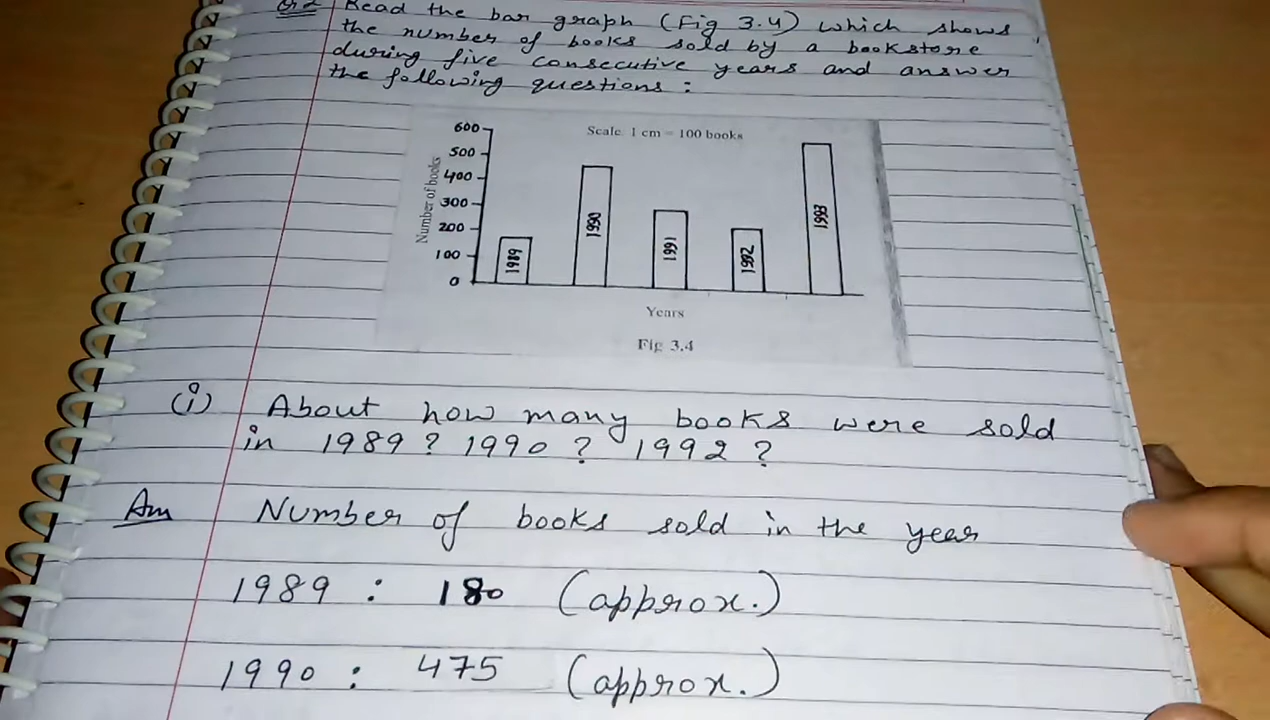 Q.2 Read the bar graph (Fig 3.4) which shows
the number of books sold by a bookstore
during five consecutive years and answer
the following questions :
Scale 1 cm = 100 books
600
500
400
300
200
100
0
Number of books
1989
1990
1991
1992
1993
Years
Fig 3.4
(i) About how many books were sold
in 1989 ? 1990 ? 1992 ?
Ans Number of books sold in the year
1989 : 180 (approx.)
1990 : 475 (approx.)